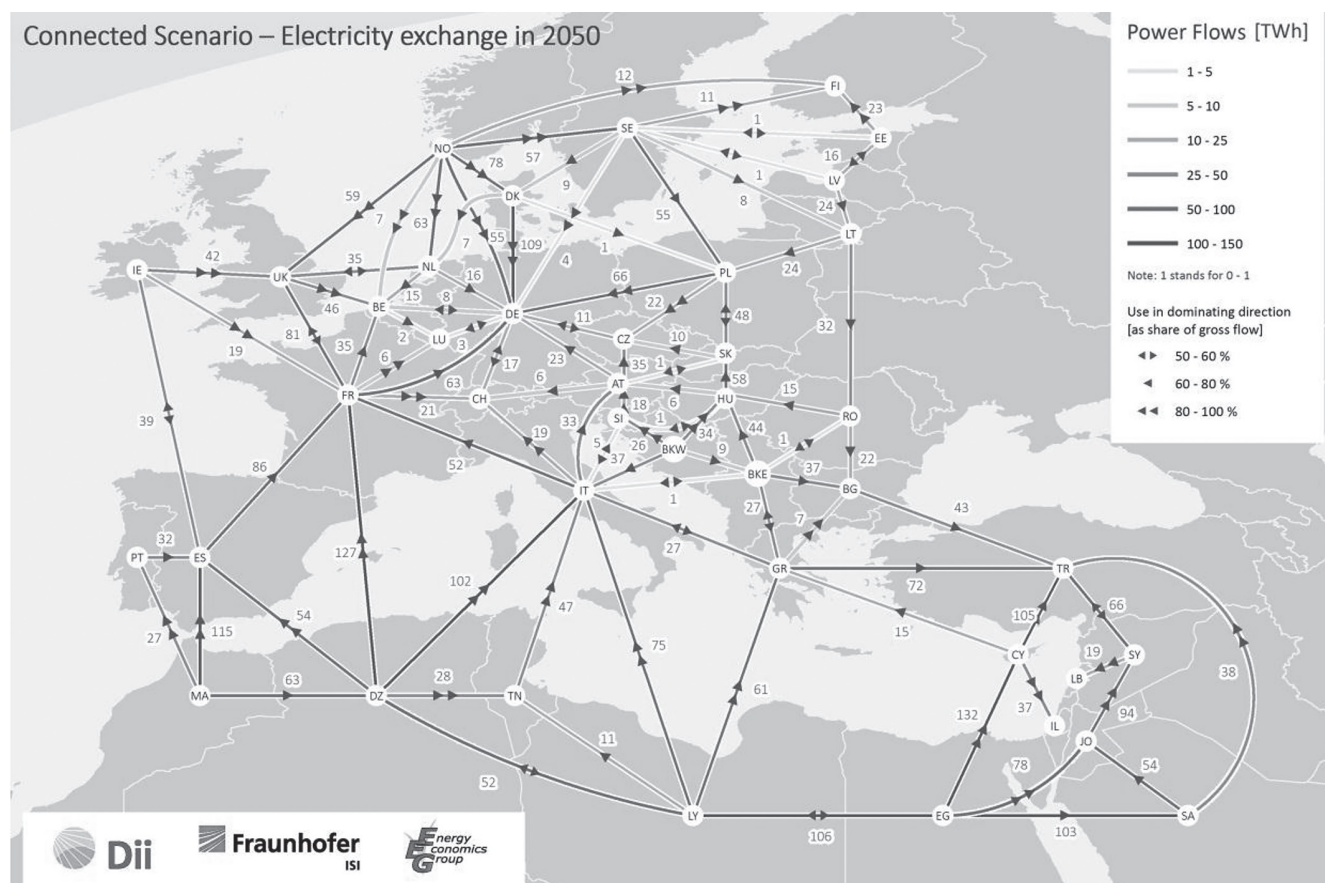 Connected Scenario – Electricity exchange in 2050
Power Flows [TWh]
1 - 5
5 - 10
10 - 25
25 - 50
50 - 100
100 - 150
Note: 1 stands for 0 - 1
Use in dominating direction
[as share of gross flow]
50 - 60 %
60 - 80 %
80 - 100 %
12
FI
11
23
SE
1
EE
NO
57
78
16
59
9
LV
DK
1
7
63
8
24
55
55
LT
7
109
1
42
35
4
IE
NL
16
66
PL
24
UK
15
22
46
BE
8
DE
48
11
32
81
2
LU
CZ
10
19
35
3
17
23
35
1
SK
6
AT
58
63
6
FR
CH
6
HU
15
21
18
RO
39
33
SI
1
34
44
1
19
5
26
BKW
9
86
52
37
BKE
37
22
IT
BG
1
27
7
43
32
127
27
PT
ES
GR
TR
102
72
54
47
105
66
27
115
75
15
CY
19
SY
63
28
61
LB
38
MA
DZ
TN
37
132
94
IL
11
JO
78
54
52
LY
EG
SA
106
103
Dii
Fraunhofer
ISI
Energy
Economics
Group